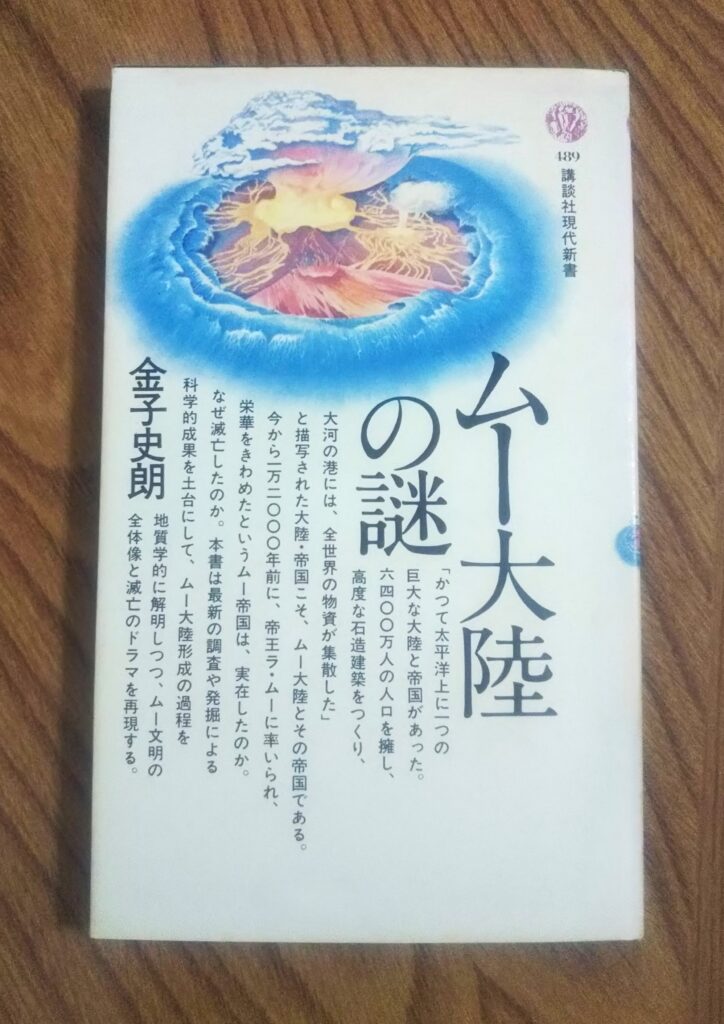 489 講談社現代新書
ムー大陸
の謎
「かつて太平洋上に一つの
巨大な大陸と帝国があった。
六四〇〇万人の人口を擁し、
高度な石造建築をつくり、
大河の港には、全世界の物資が集散した」
と描写された大陸・帝国こそ、ムー大陸とその帝国である。
今から一万二〇〇〇年前に、帝王ラ・ムーに率いられ、
栄華をきわめたというムー帝国は、実在したのか。
なぜ滅亡したのか。本書は最新の調査や発掘による
科学的成果を土台にして、ムー大陸形成の過程を
地質学的に解明しつつ、ムー文明の
全体像と滅亡のドラマを再現する。
金子史朗